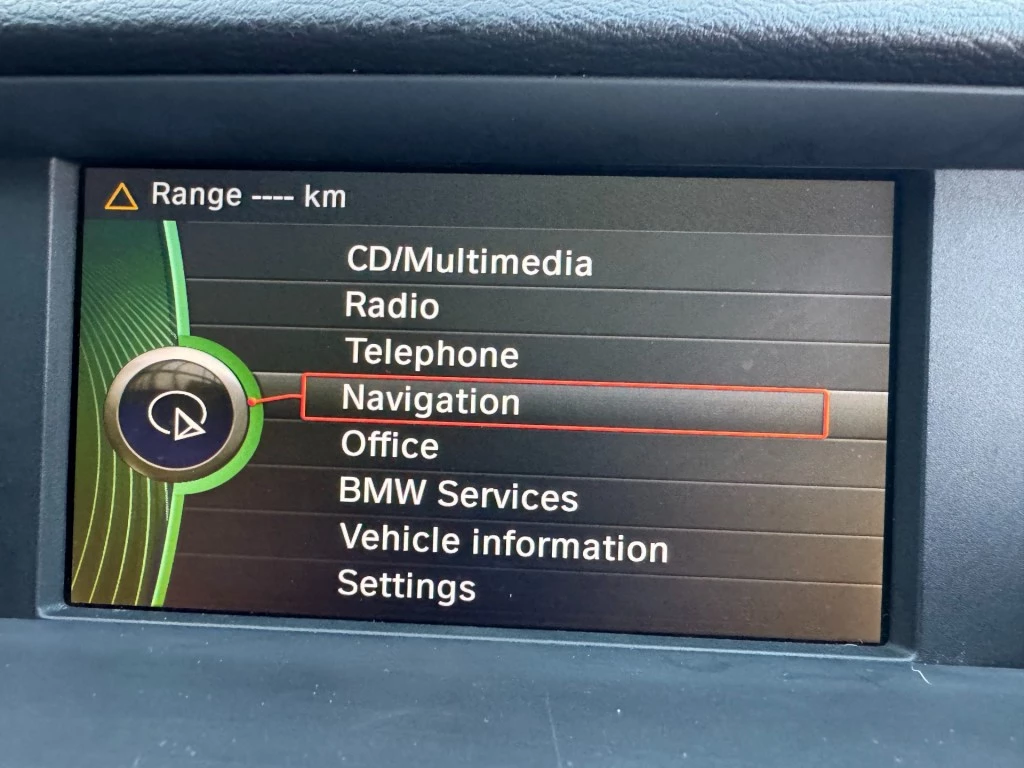 Range ---- km
CD/Multimedia
Radio
Telephone
Navigation
Office
BMW Services
Vehicle information
Settings